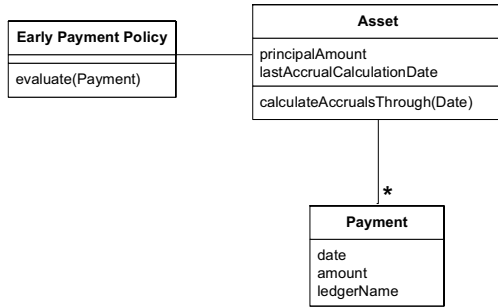 Early Payment Policy
evaluate(Payment)
Asset
principalAmount
lastAccrualCalculationDate
calculateAccrualsThrough(Date)
*
Payment
date
amount
ledgerName